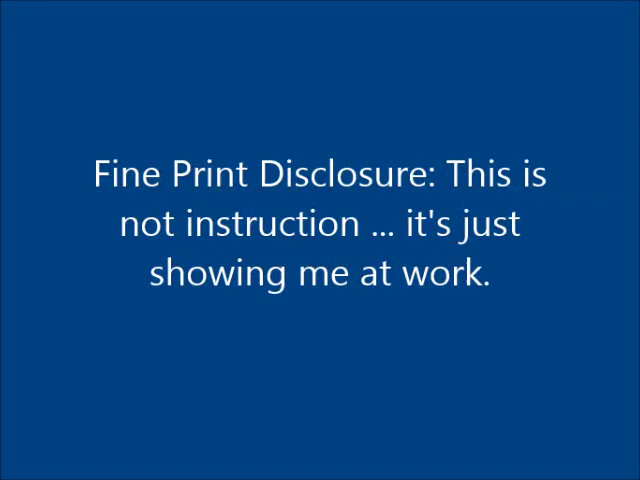 Fine Print Disclosure: This is
not instruction ... it's just
showing me at work.